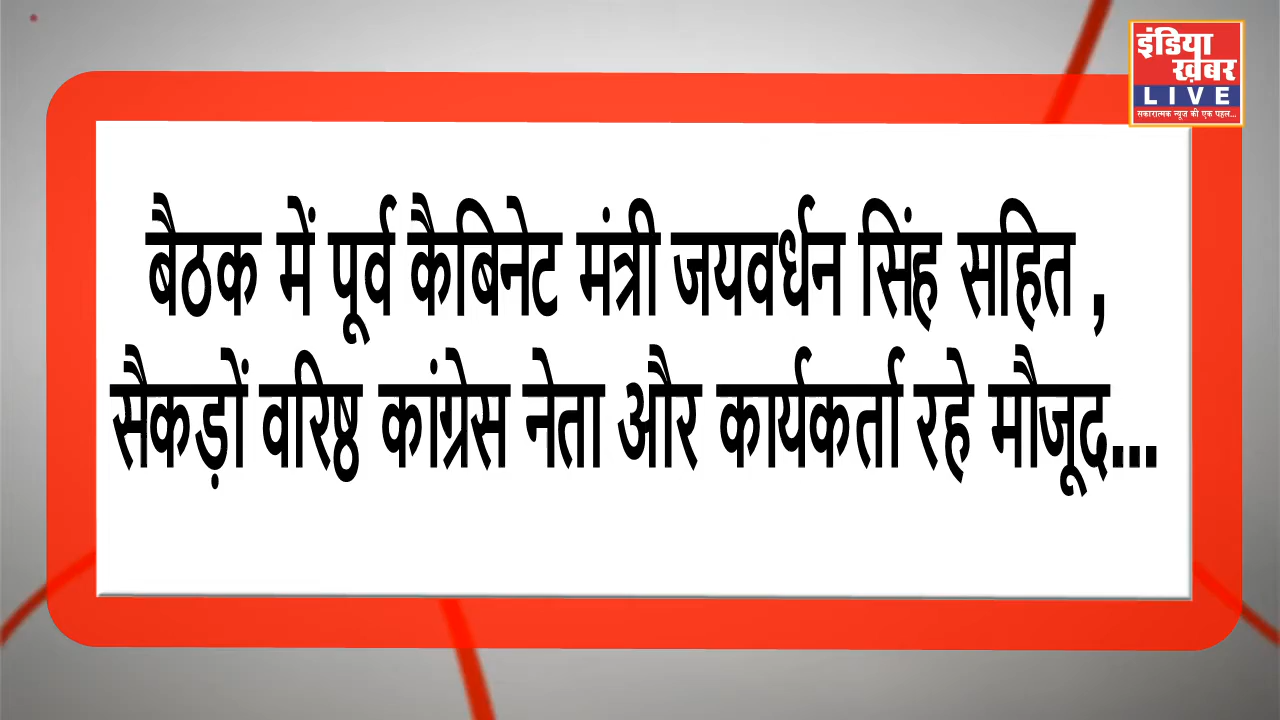 इंडिया
ख़बर
LIVE
सकारात्मक न्यूज़ की एक पहल...
बैठक में पूर्व कैबिनेट मंत्री जयवर्धन सिंह सहित ,
सैकड़ों वरिष्ठ कांग्रेस नेता और कार्यकर्ता रहे मौजूद...